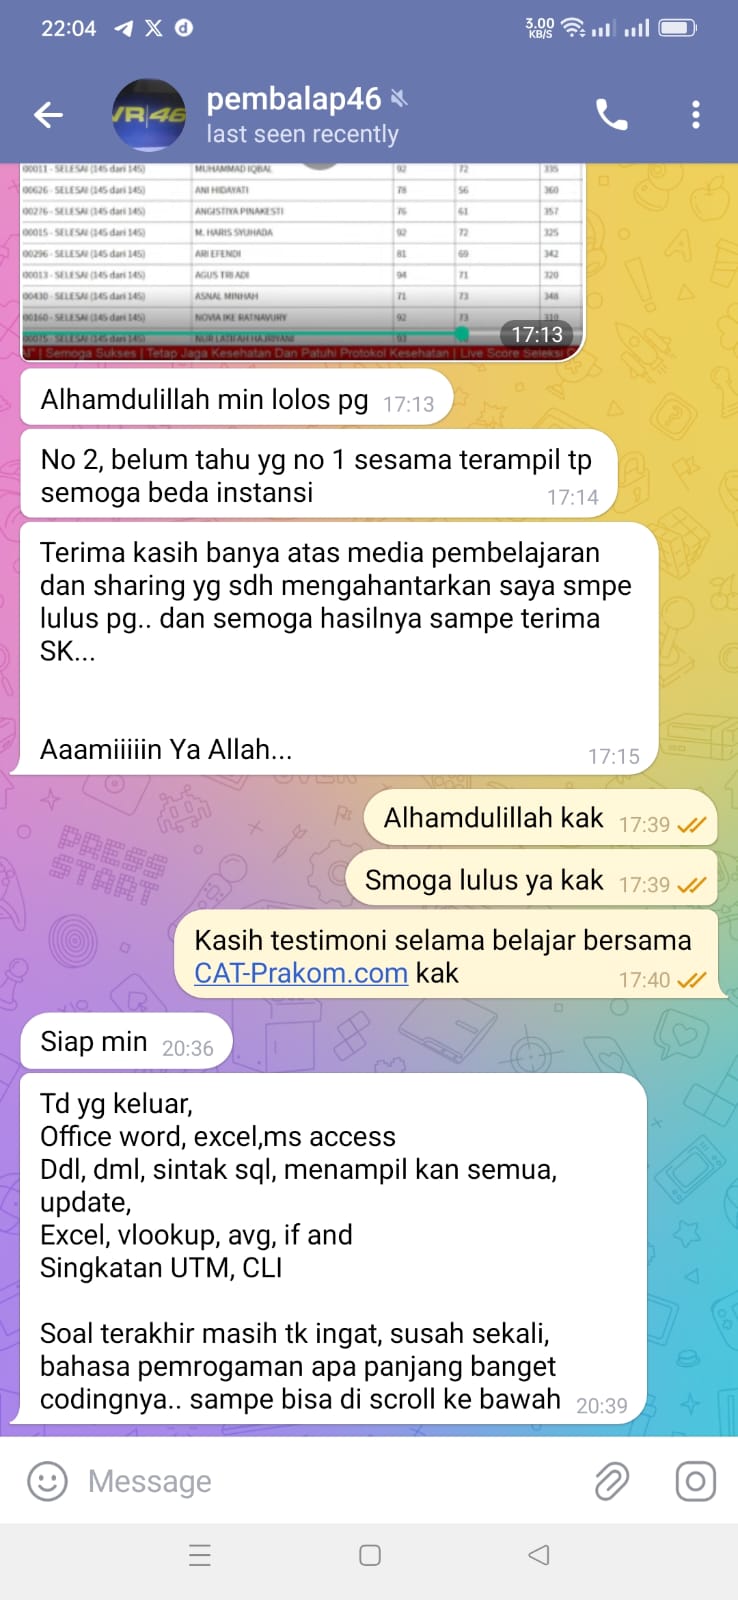 22:04
3.00 KB/S
VR|46
pembalap46
last seen recently
00011 - SELESAI (145 dari 145) MUHAMMAD IQBAL 92 72 335
00626 - SELESAI (145 dari 145) ANI HIDAYATI 78 56 360
00276 - SELESAI (145 dari 145) ANGISTIYA PINAKESTI 76 61 357
00015 - SELESAI (145 dari 145) M. HARIS SYUHADA 92 72 325
00296 - SELESAI (145 dari 145) ARI EFENDI 81 69 342
00013 - SELESAI (145 dari 145) AGUS TRI ADI 94 71 320
00430 - SELESAI (145 dari 145) ASNAL MINHAH 71 73 348
00160 - SELESAI (145 dari 145) NOVIA IKE RATNAVURY 92 73 310
00075 - SELESAI (145 dari 145) NUR LATIFAH HAJRIYANI 93
17:13
| Semoga Sukses | Tetap Jaga Kesehatan Dan Patuhi Protokol Kesehatan | Live Score Seleksi
Alhamdulillah min lolos pg 17:13
No 2, belum tahu yg no 1 sesama terampil tp
semoga beda instansi 17:14
Terima kasih banya atas media pembelajaran
dan sharing yg sdh mengahantarkan saya smpe
lulus pg.. dan semoga hasilnya sampe terima
SK...
Aaamiiiiin Ya Allah... 17:15
Alhamdulillah kak 17:39
Smoga lulus ya kak 17:39
Kasih testimoni selama belajar bersama
CAT-Prakom.com kak 17:40
PRESS
START
Siap min 20:36
Td yg keluar,
Office word, excel,ms access
Ddl, dml, sintak sql, menampil kan semua,
update,
Excel, vlookup, avg, if and
Singkatan UTM, CLI
Soal terakhir masih tk ingat, susah sekali,
bahasa pemrogaman apa panjang banget
codingnya.. sampe bisa di scroll ke bawah 20:39
Message